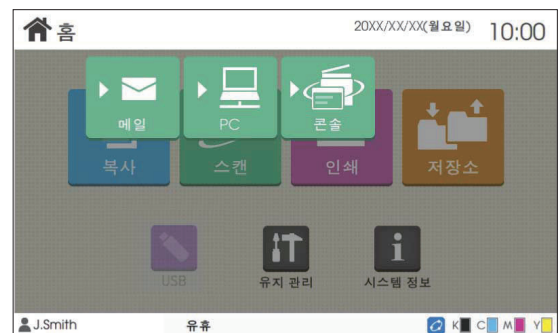 홈
20XX/XX/XX(월요일) 10:00
메일 PC 콘솔
복사 스캔 인쇄 저장소
USB 유지 관리 시스템 정보
J.Smith 유휴 K C M Y